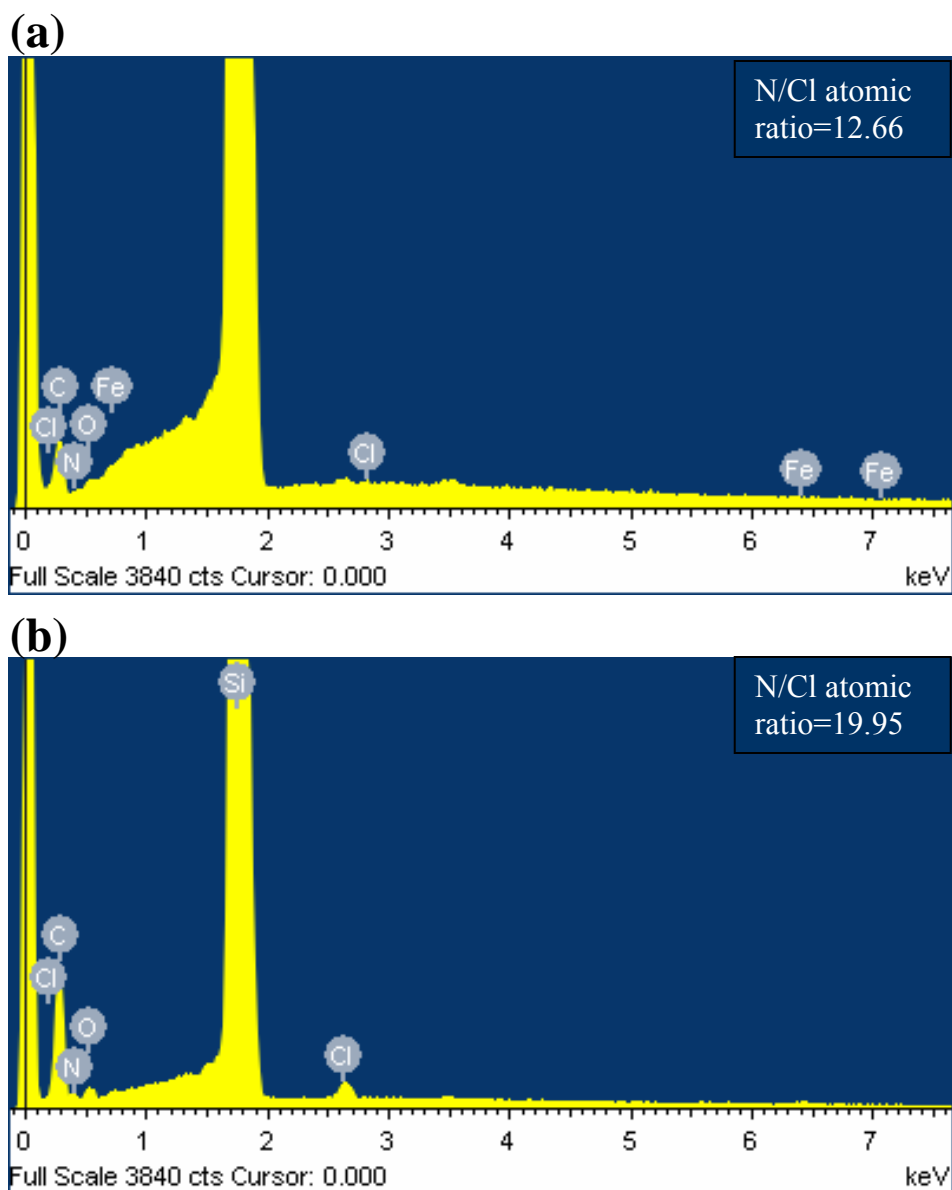 (a)
N/Cl atomic
ratio=12.66
C
Fe
Cl
O
N
Cl
Fe
Fe
0 1 2 3 4 5 6 7
Full Scale 3840 cts Cursor: 0.000 keV
(b)
N/Cl atomic
ratio=19.95
Si
C
Cl
O
N
Cl
0 1 2 3 4 5 6 7
Full Scale 3840 cts Cursor: 0.000 keV